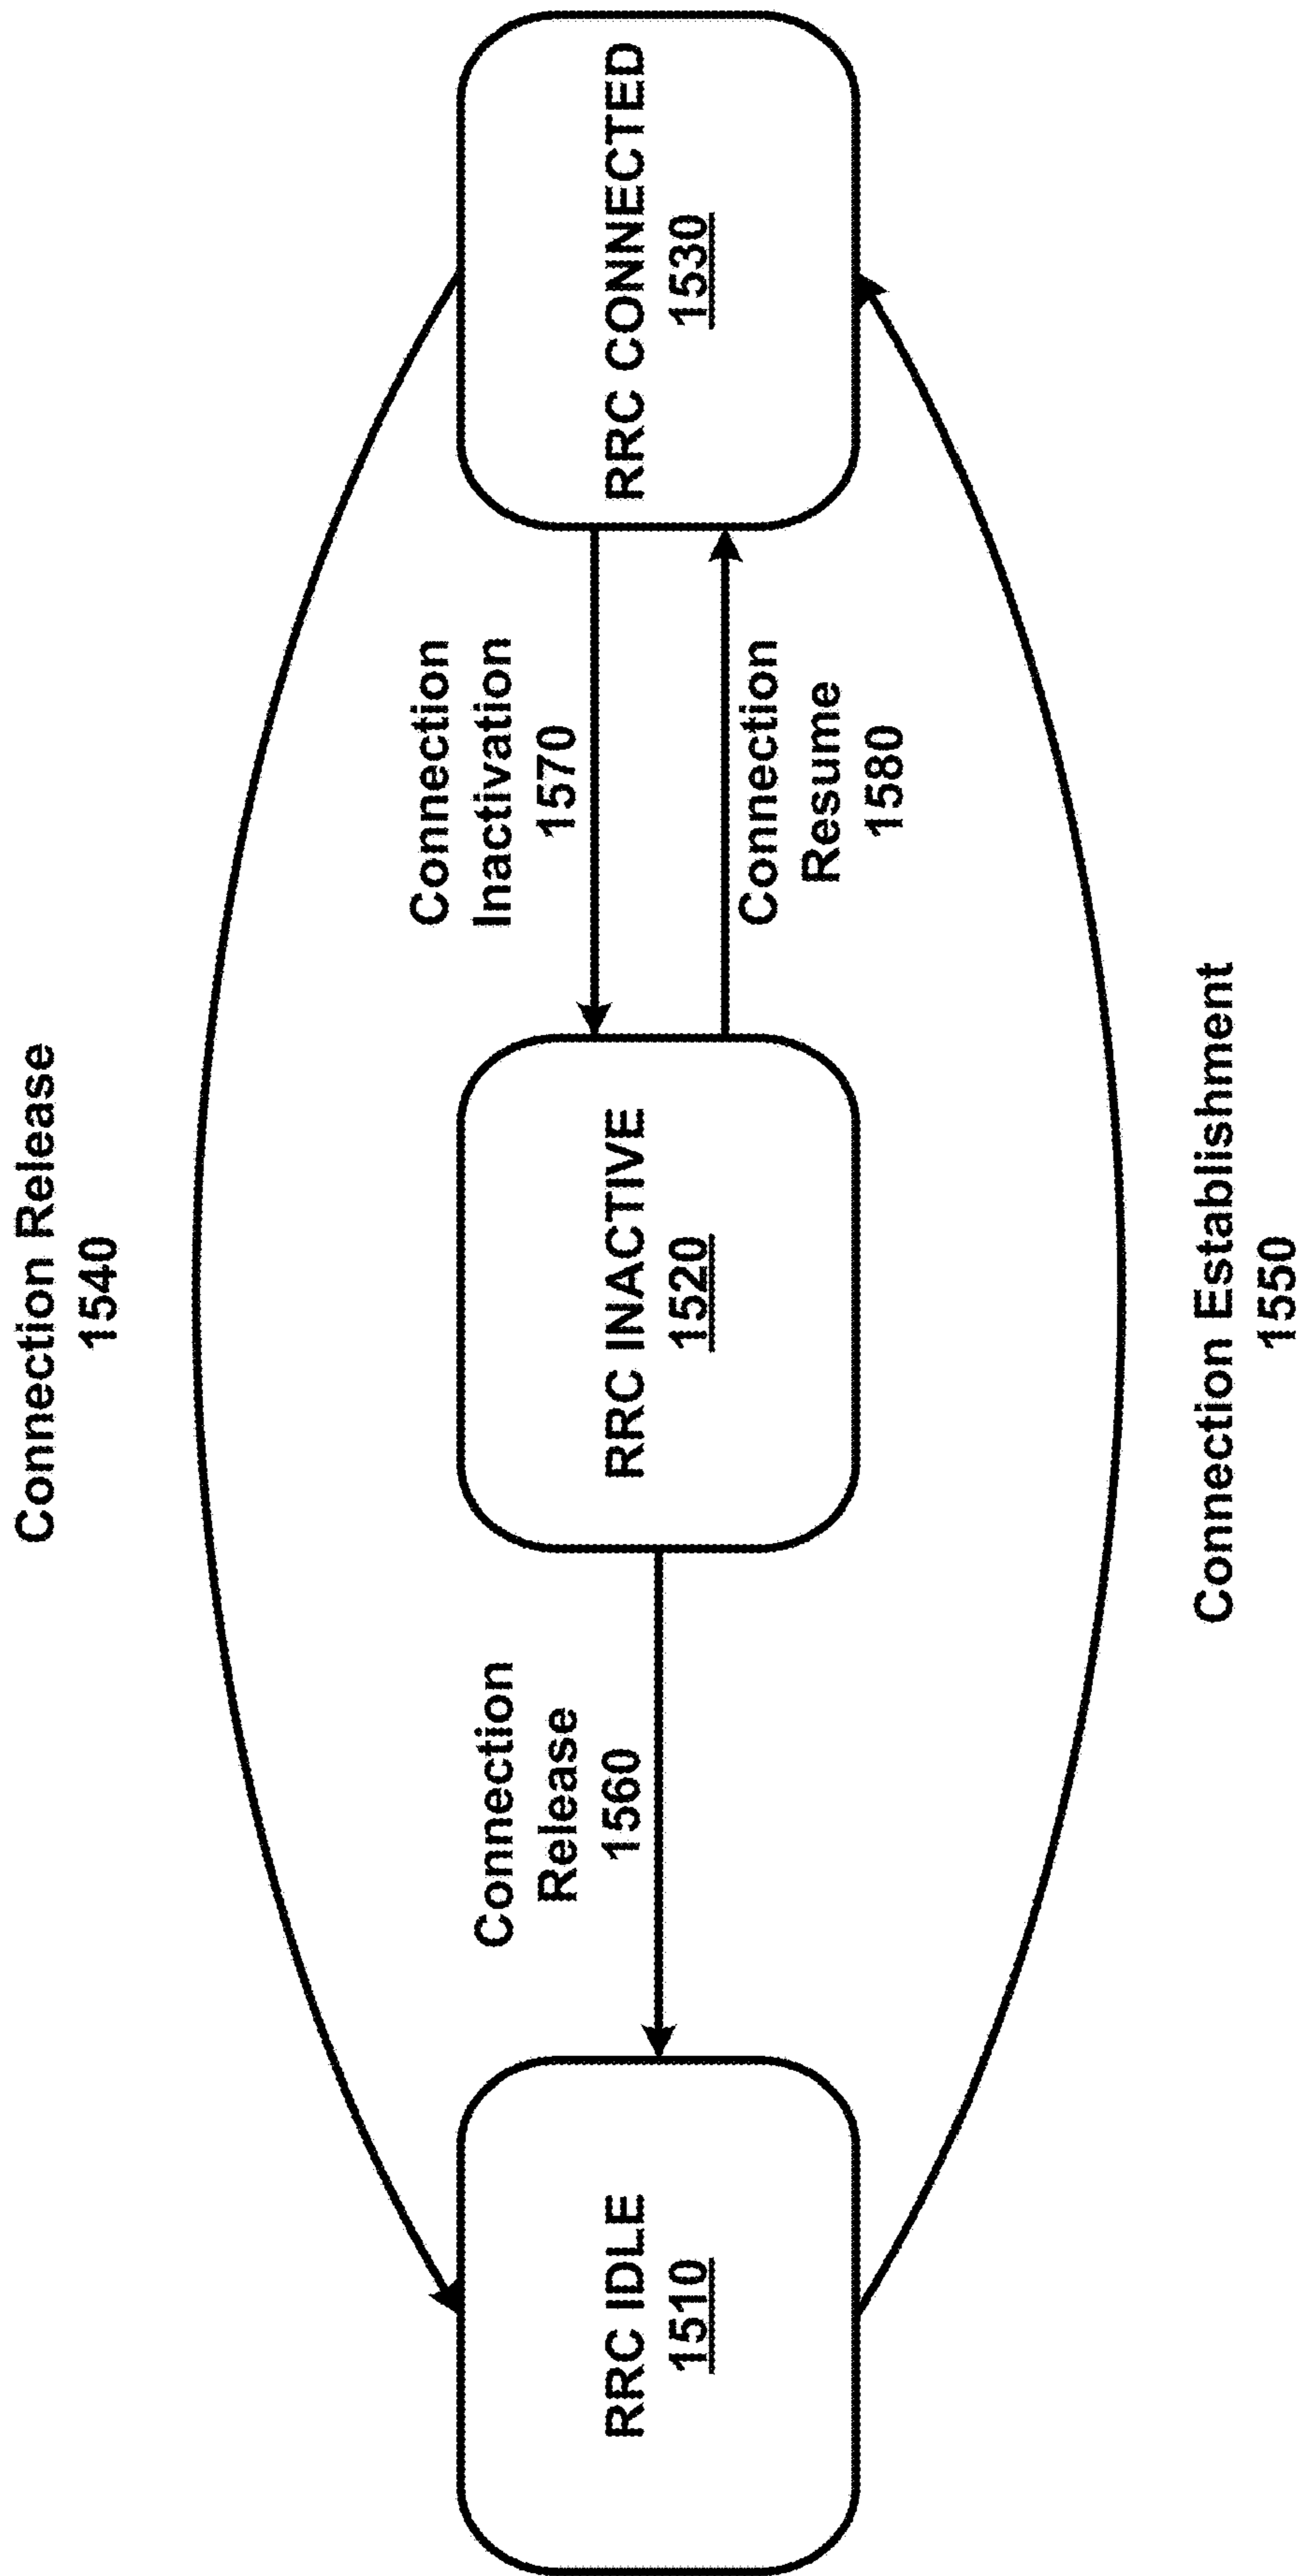 Connection Release
1540
RRC IDLE
1510
Connection
Release
1560
RRC INACTIVE
1520
Connection
Inactivation
1570
Connection
Resume
1580
RRC CONNECTED
1530
Connection Establishment
1550